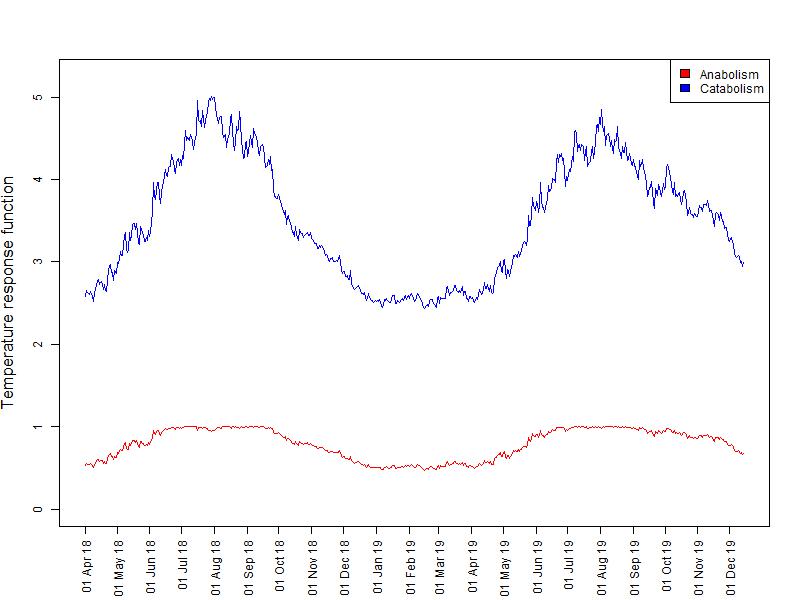 Anabolism
Catabolism
Temperature response function
5
4
3
2
1
0
01 Apr 18
01 May 18
01 Jun 18
01 Jul 18
01 Aug 18
01 Sep 18
01 Oct 18
01 Nov 18
01 Dec 18
01 Jan 19
01 Feb 19
01 Mar 19
01 Apr 19
01 May 19
01 Jun 19
01 Jul 19
01 Aug 19
01 Sep 19
01 Oct 19
01 Nov 19
01 Dec 19